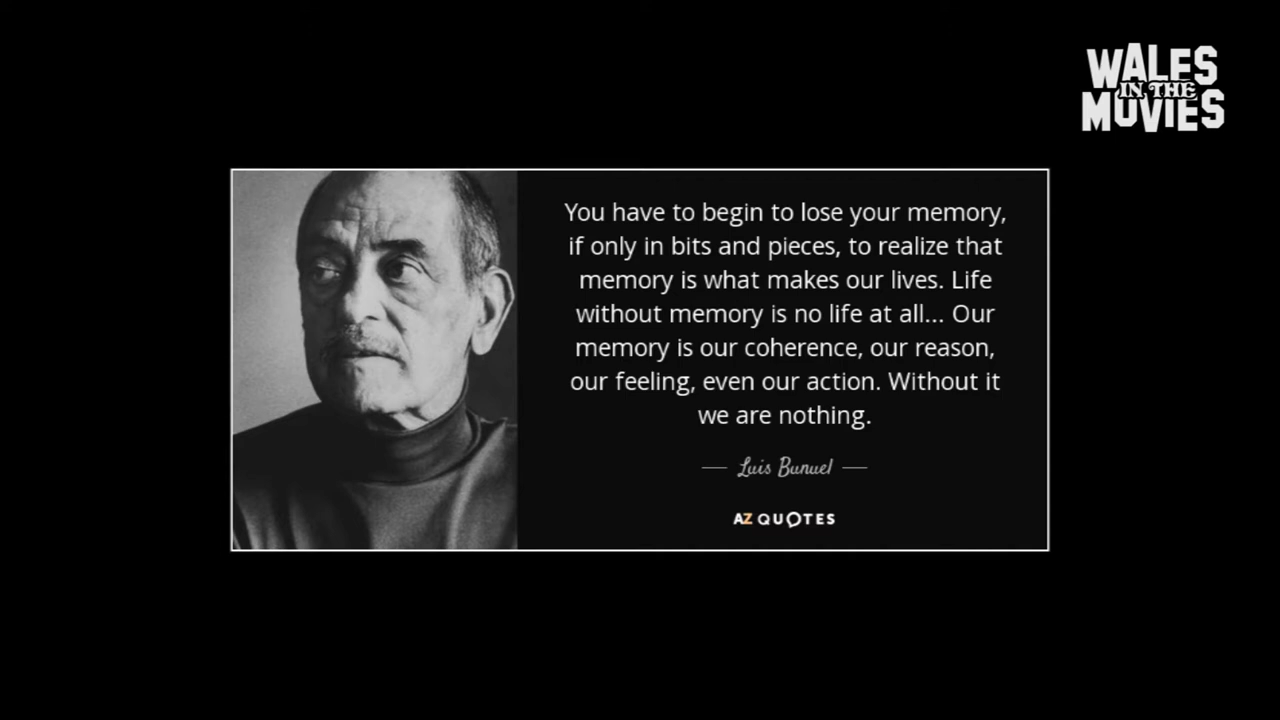 WALES
IN THE
MOVIES
You have to begin to lose your memory,
if only in bits and pieces, to realize that
memory is what makes our lives. Life
without memory is no life at all... Our
memory is our coherence, our reason,
our feeling, even our action. Without it
we are nothing.
Luis Bunuel
AZ QUOTES